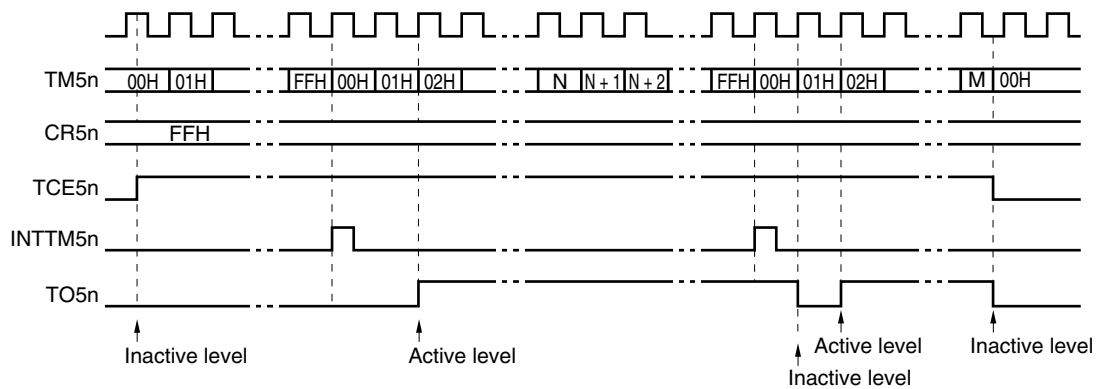 TM5n 00H 01H FFH 00H 01H 02H N N + 1 N + 2 FFH 00H 01H 02H M 00H
CR5n FFH
TCE5n
INTTM5n
TO5n
Inactive level Active level Active level Inactive level
Inactive level